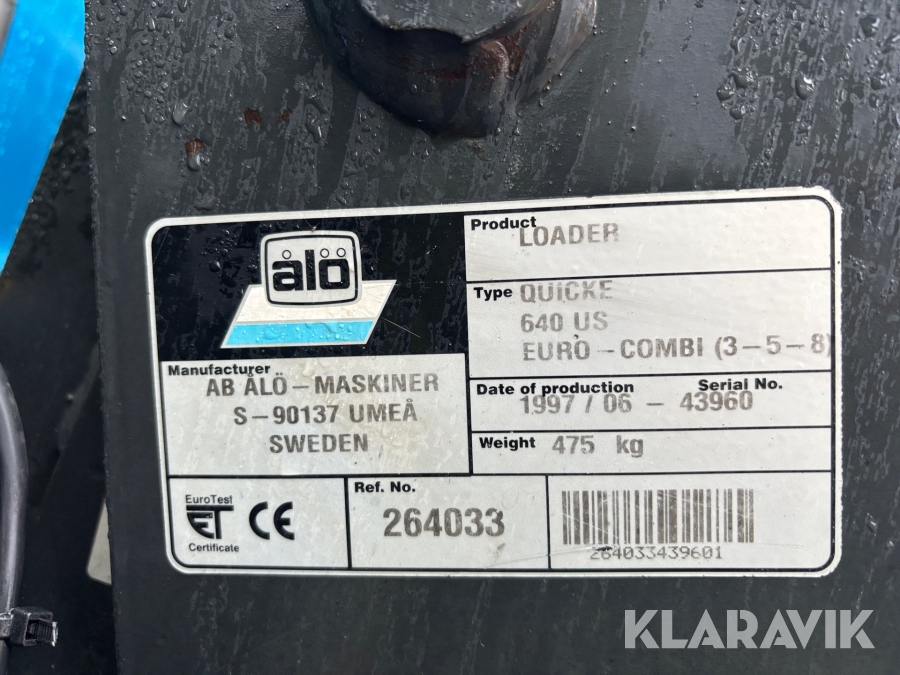 ålö
Product
LOADER
Type QUICKE
640 US
EURO-COMBI (3-5-8)
Manufacturer
AB ÅLÖ-MASKINER
S-90137 UMEÅ
SWEDEN
Date of production Serial No.
1997 / 06 - 43960
Weight 475 kg
EuroTest
ET CE
Certificate
Ref. No.
264033
264033439601
KLARAVIK